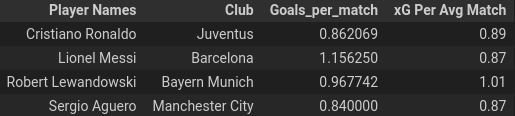 Player Names Club Goals_per_match xG Per Avg Match
Cristiano Ronaldo Juventus 0.862069 0.89
Lionel Messi Barcelona 1.156250 0.87
Robert Lewandowski Bayern Munich 0.967742 1.01
Sergio Aguero Manchester City 0.840000 0.87